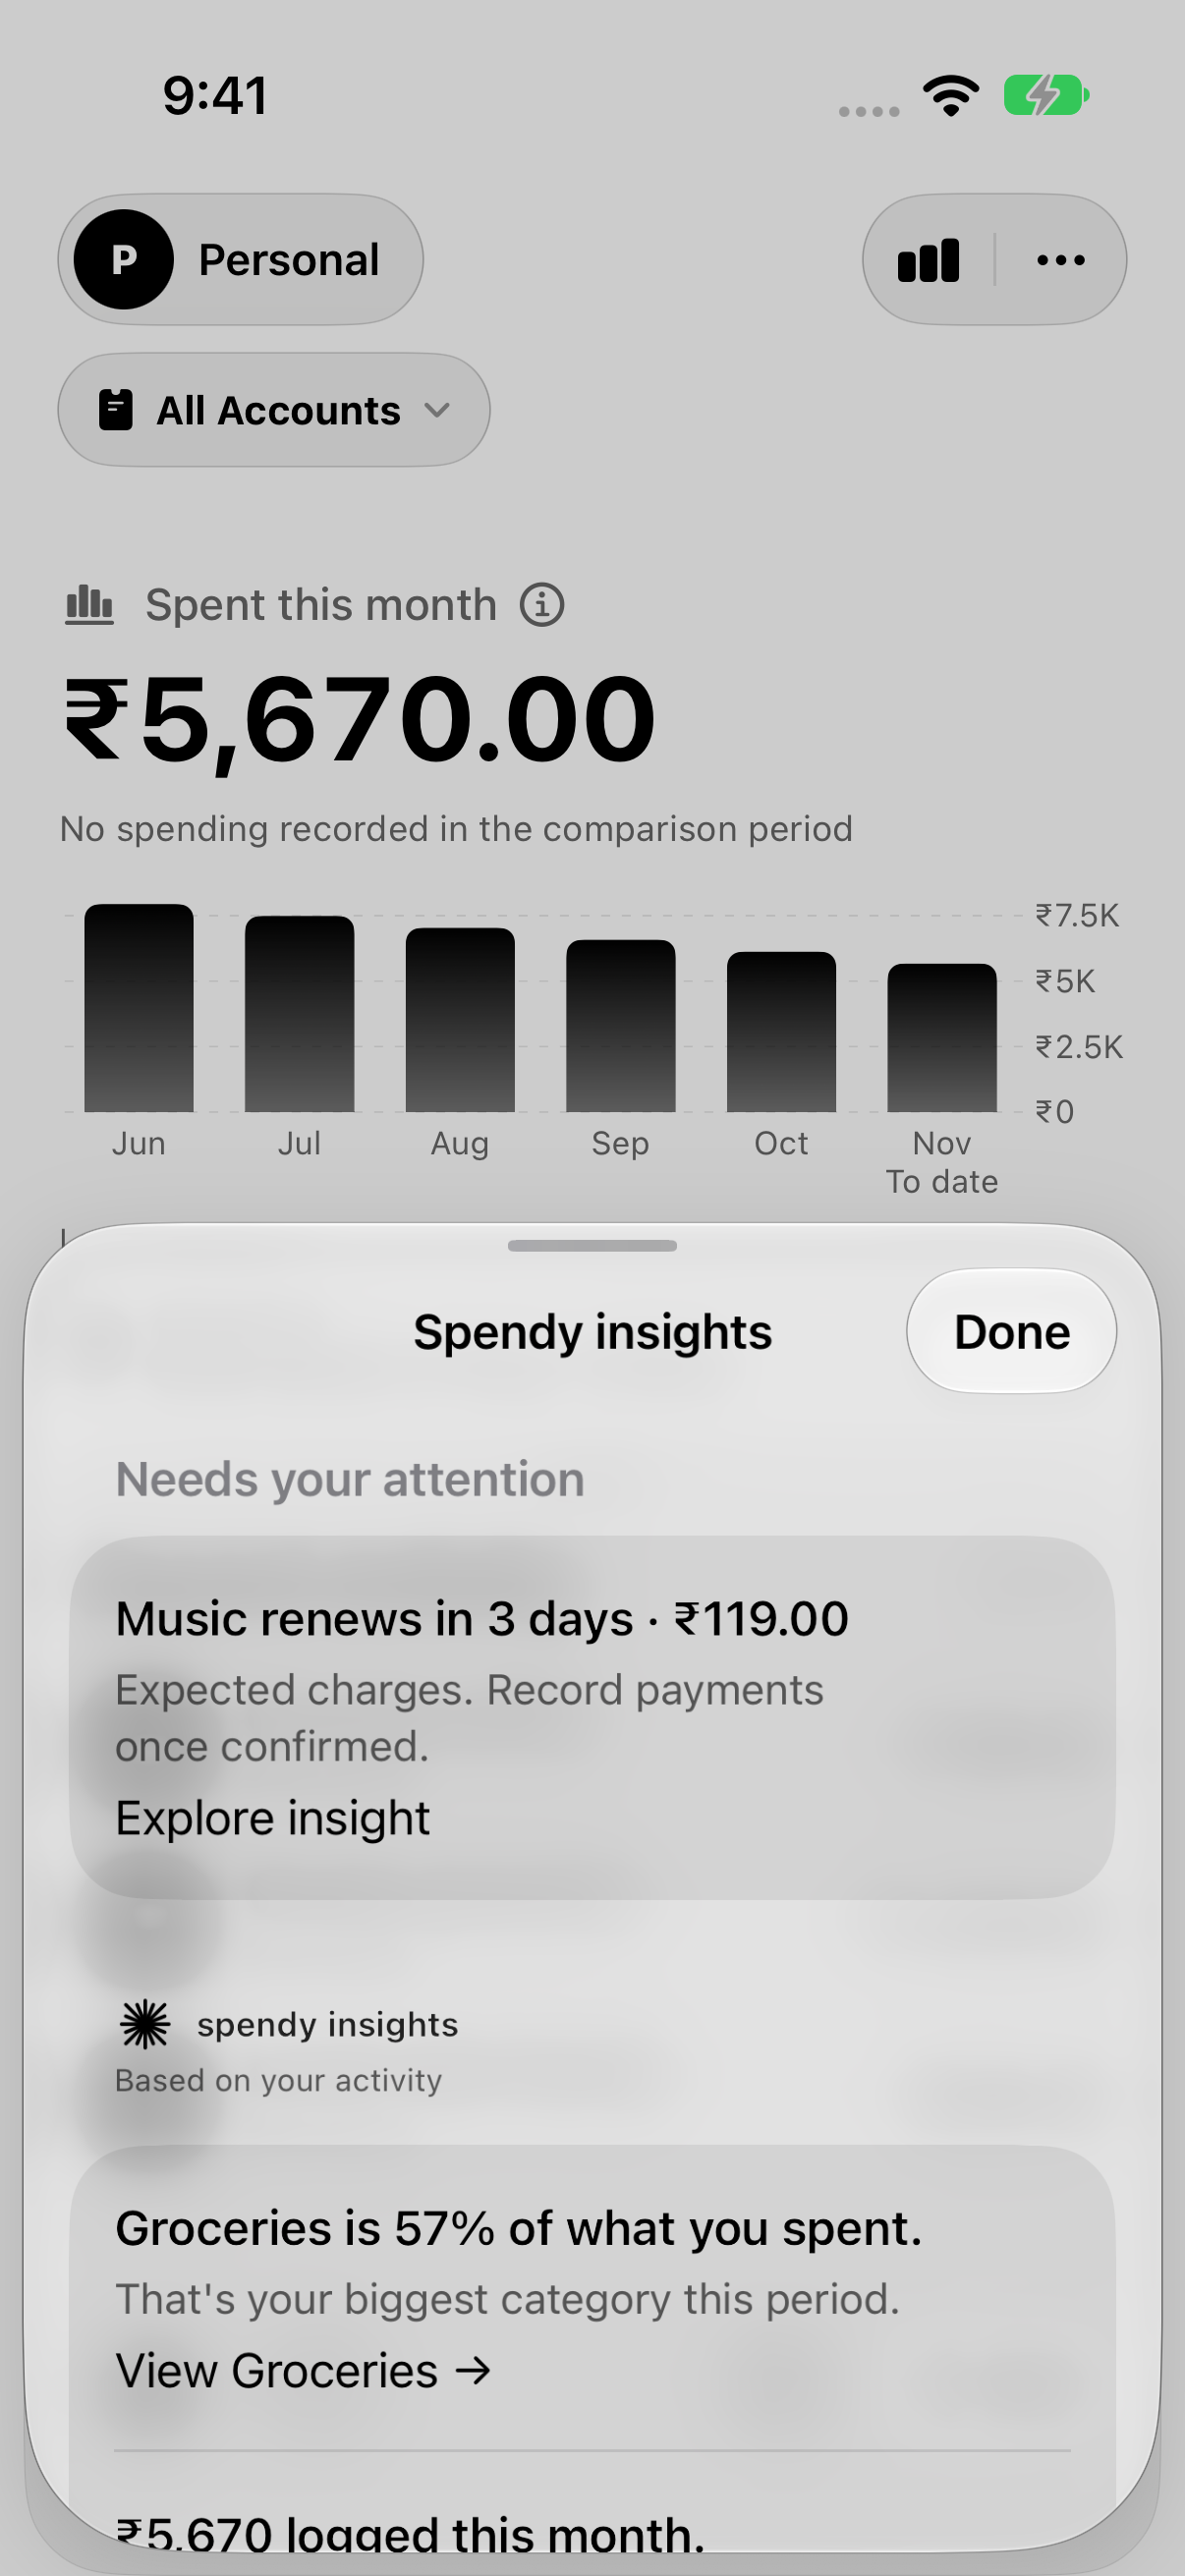 9:41
P Personal
All Accounts
Spent this month
₹5,670.00
No spending recorded in the comparison period
₹7.5K
₹5K
₹2.5K
₹0
Jun Jul Aug Sep Oct Nov
To date
Spendy insights
Done
Needs your attention
Music renews in 3 days · ₹119.00
Expected charges. Record payments
once confirmed.
Explore insight
spendy insights
Based on your activity
Groceries is 57% of what you spent.
That's your biggest category this period.
View Groceries →
₹5,670 logged this month.